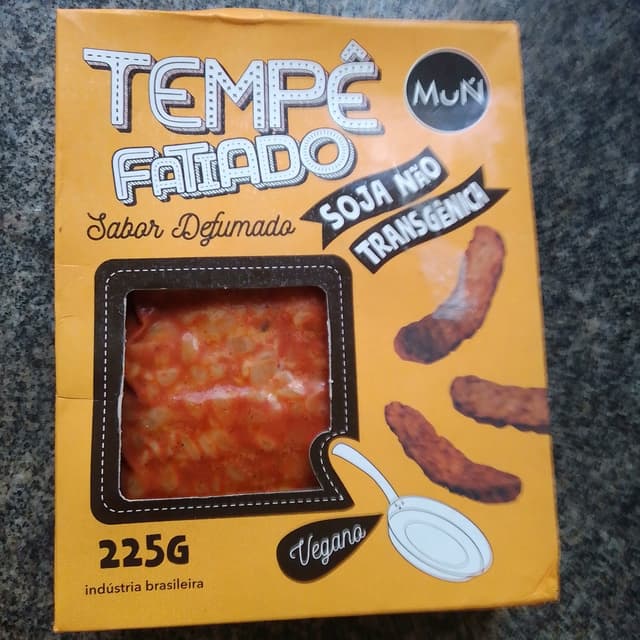 TEMPÊ
FATIADO
Sabor Defumado
MUŃ
SOJA NÃO
TRANSGÊNICA
225G
indústria brasileira
Vegano